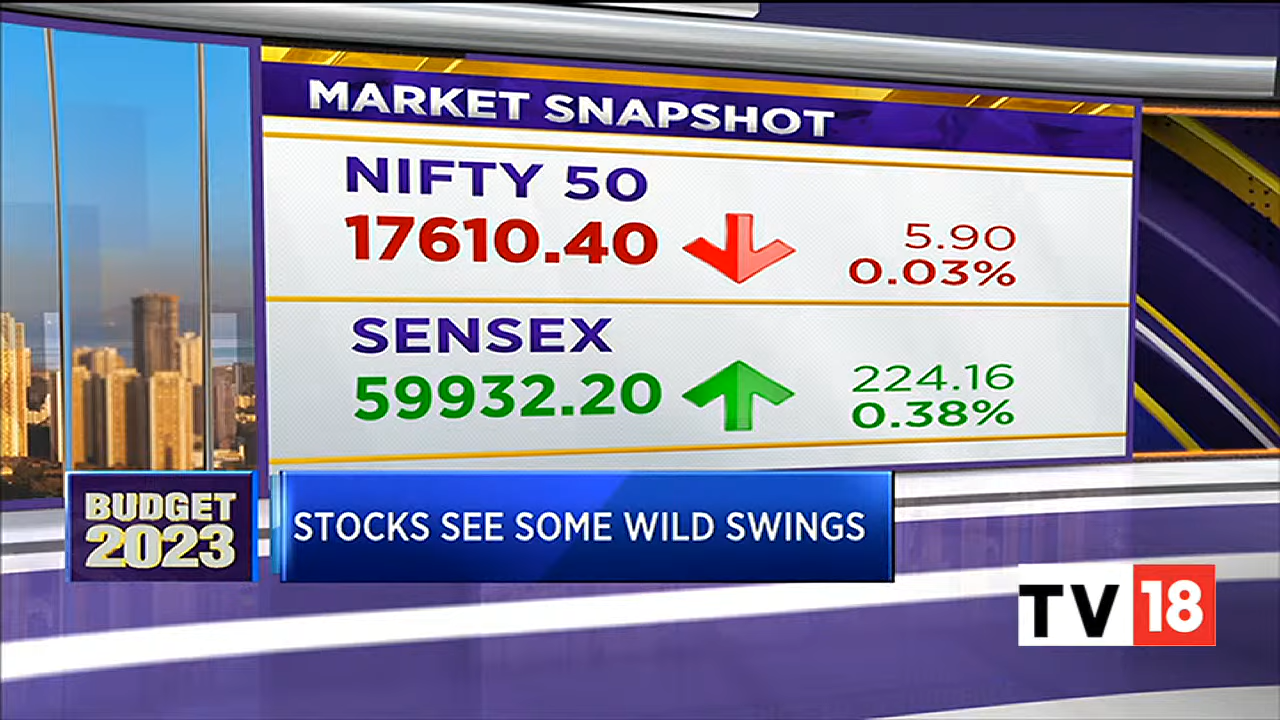 MARKET SNAPSHOT
NIFTY 50
17610.40
5.90
0.03%
SENSEX
59932.20
224.16
0.38%
BUDGET
2023
STOCKS SEE SOME WILD SWINGS
TV18